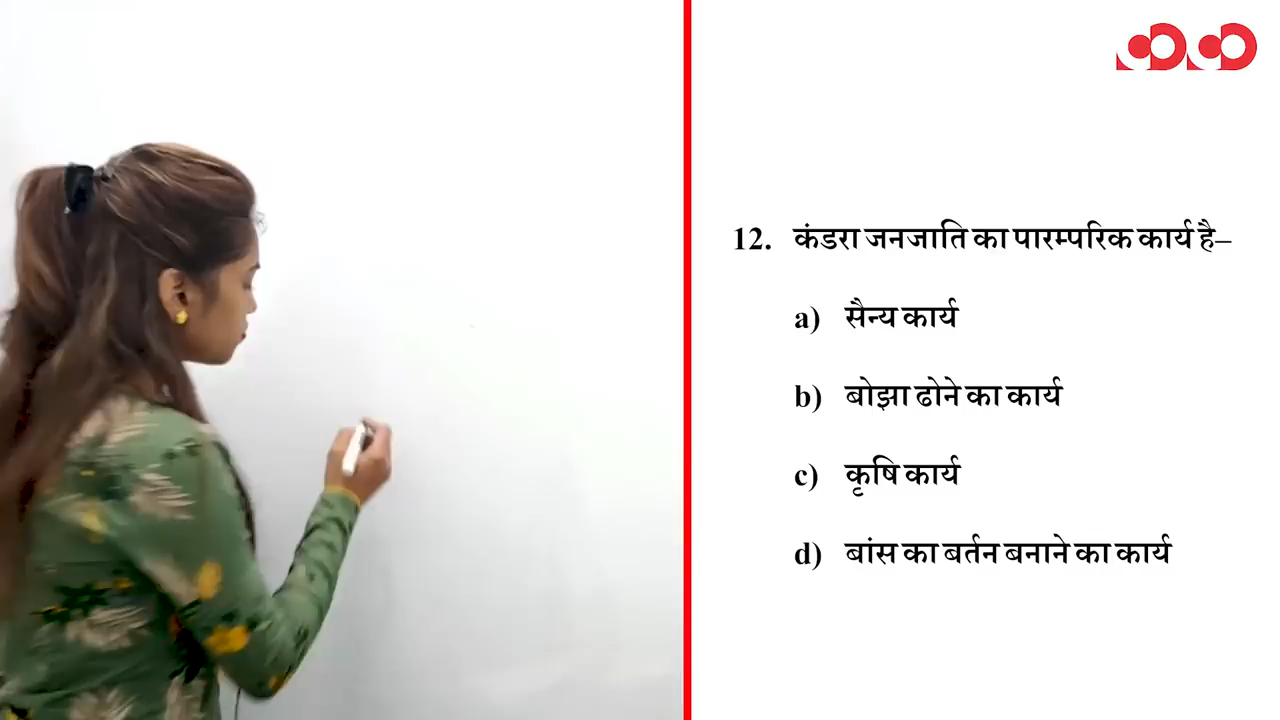 12. कंडरा जनजाति का पारम्परिक कार्य है–
a) सैन्य कार्य
b) बोझा ढोने का कार्य
c) कृषि कार्य
d) बांस का बर्तन बनाने का कार्य